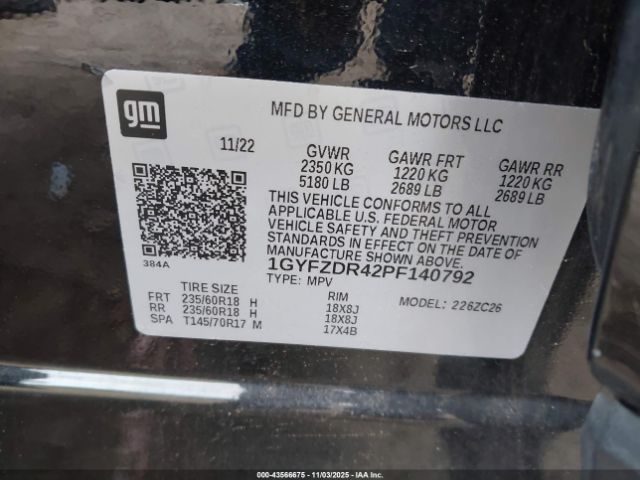 gm
MFD BY GENERAL MOTORS LLC
11/22
GVWR GAWR FRT GAWR RR
2350 KG 1220 KG 1220 KG
5180 LB 2689 LB 2689 LB
THIS VEHICLE CONFORMS TO ALL
APPLICABLE U.S. FEDERAL MOTOR
VEHICLE SAFETY AND THEFT PREVENTION
STANDARDS IN EFFECT ON THE DATE OF
MANUFACTURE SHOWN ABOVE.
384A
1GYFZDR42PF140792
TYPE: MPV
MODEL: 226ZC26
TIRE SIZE RIM
FRT 235/60R18 H 18X8J
RR 235/60R18 H 18X8J
SPA T145/70R17 M 17X4B
000-43566675 - 11/03/2025 - IAA Inc. ©